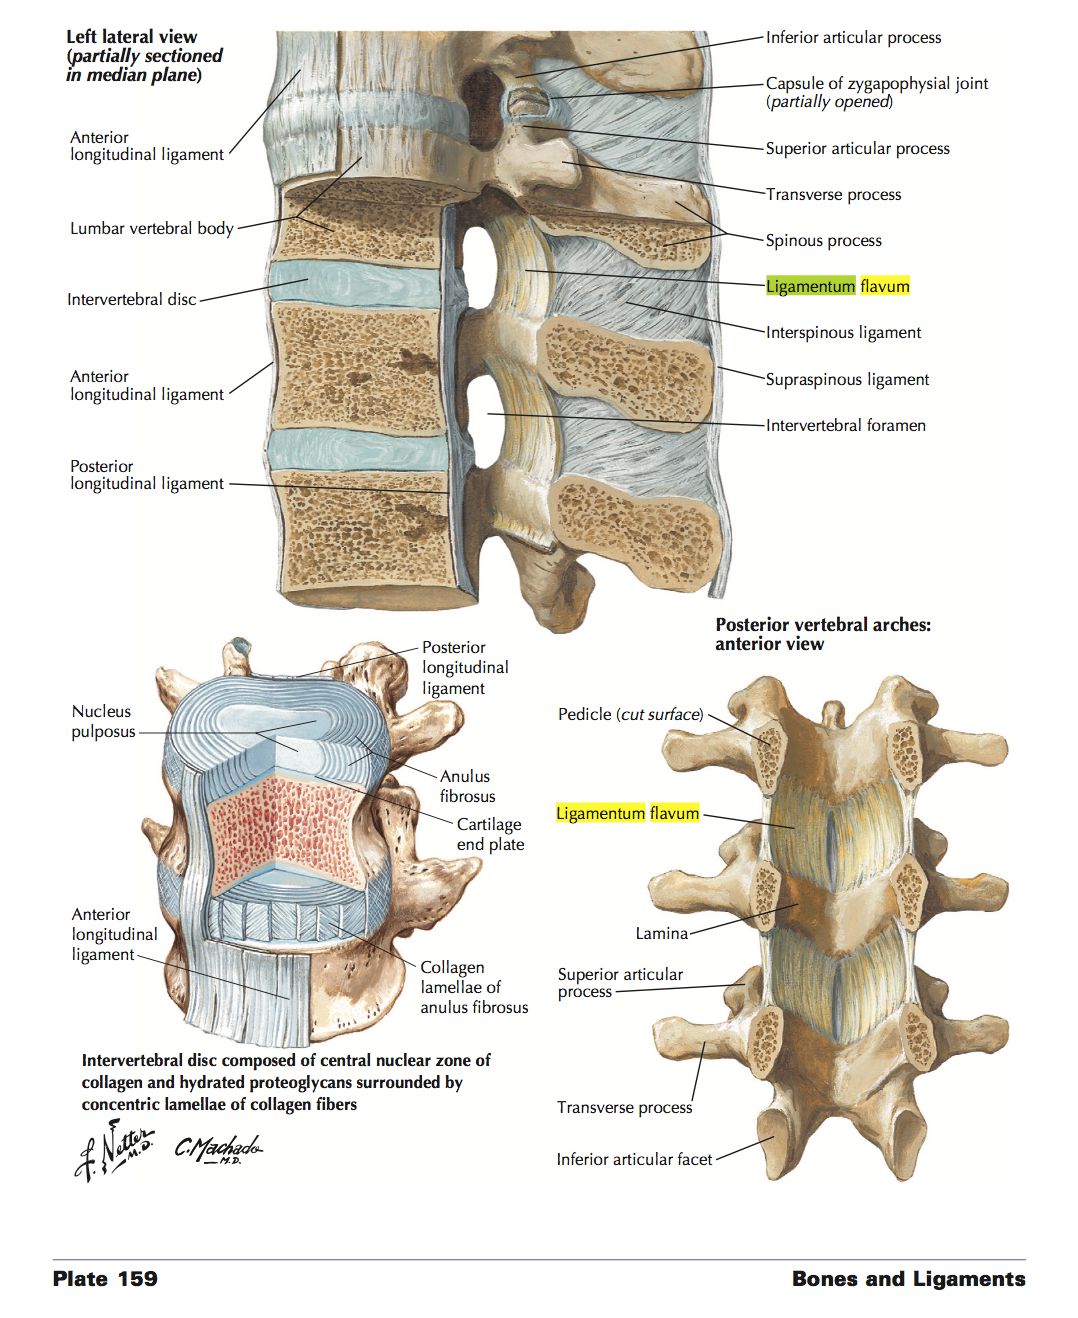 Left lateral view
(partially sectioned
in median plane)
Anterior
longitudinal ligament
Lumbar vertebral body
Intervertebral disc
Anterior
longitudinal ligament
Posterior
longitudinal ligament
Inferior articular process
Capsule of zygapophysial joint
(partially opened)
Superior articular process
Transverse process
Spinous process
Ligamentum flavum
Interspinous ligament
Supraspinous ligament
Intervertebral foramen
Posterior
longitudinal
ligament
Nucleus
pulposus
Anulus
fibrosus
Cartilage
end plate
Anterior
longitudinal
ligament
Collagen
lamellae of
anulus fibrosus
Intervertebral disc composed of central nuclear zone of
collagen and hydrated proteoglycans surrounded by
concentric lamellae of collagen fibers
F. Netter
M.D.
C. Machado
M.D.
Posterior vertebral arches:
anterior view
Pedicle (cut surface)
Ligamentum flavum
Lamina
Superior articular
process
Transverse process
Inferior articular facet
Plate 159
Bones and Ligaments